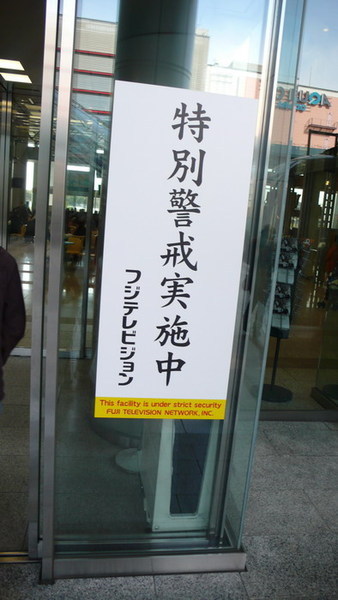 特別警戒実施中
フジテレビジョン
This facility is under strict security
FUJI TELEVISION NETWORK, INC.